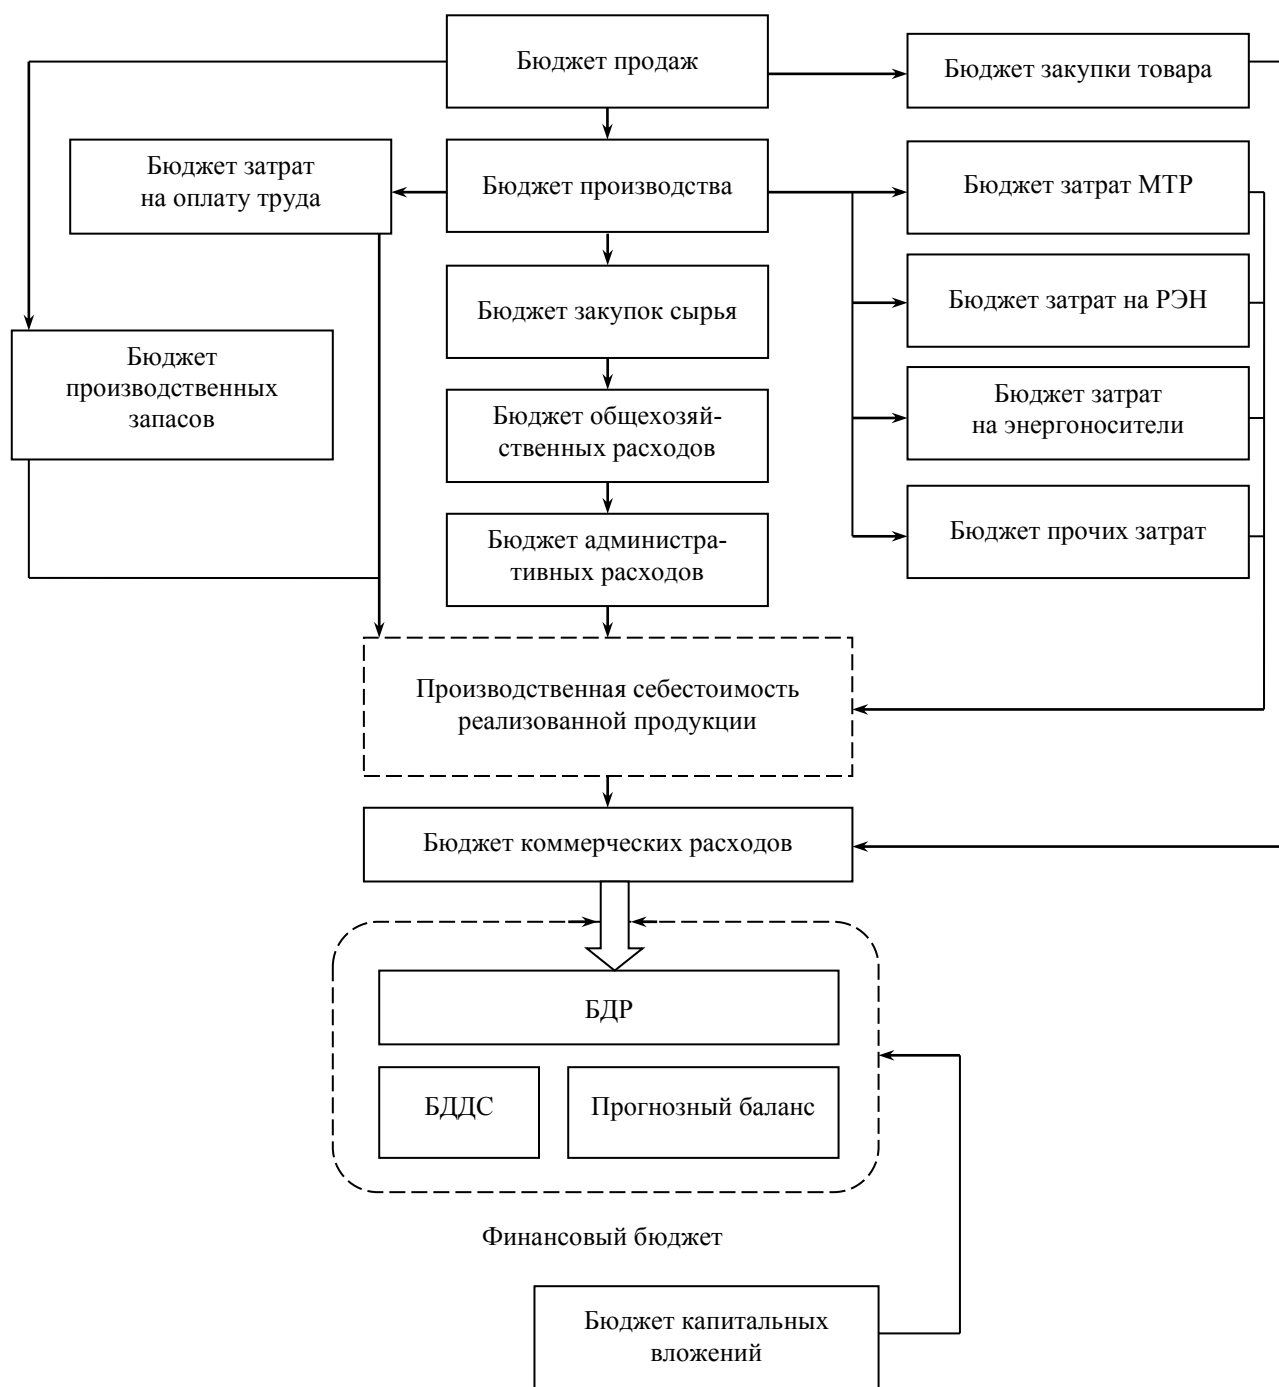 Бюджет продаж
Бюджет закупки товара
Бюджет затрат
на оплату труда
Бюджет производства
Бюджет затрат МТР
Бюджет закупок сырья
Бюджет затрат на РЭН
Бюджет
производственных
запасов
Бюджет общехозяй-
ственных расходов
Бюджет затрат
на энергоносители
Бюджет администра-
тивных расходов
Бюджет прочих затрат
Производственная себестоимость
реализованной продукции
Бюджет коммерческих расходов
БДР
БДДС
Прогнозный баланс
Финансовый бюджет
Бюджет капитальных
вложений